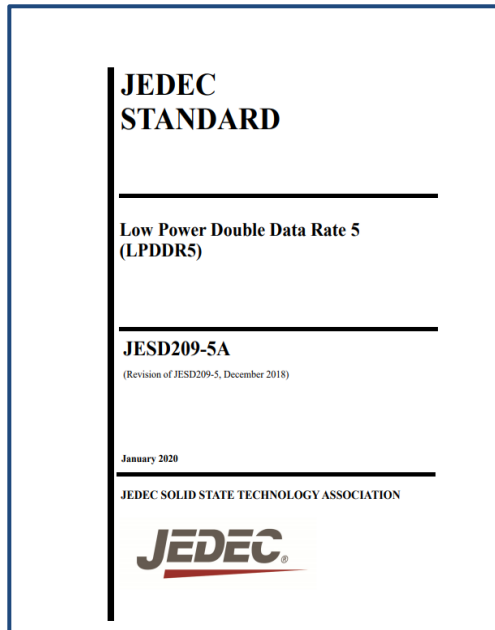 JEDEC
STANDARD
Low Power Double Data Rate 5
(LPDDR5)
JESD209-5A
(Revision of JESD209-5, December 2018)
January 2020
JEDEC SOLID STATE TECHNOLOGY ASSOCIATION
JEDEC®